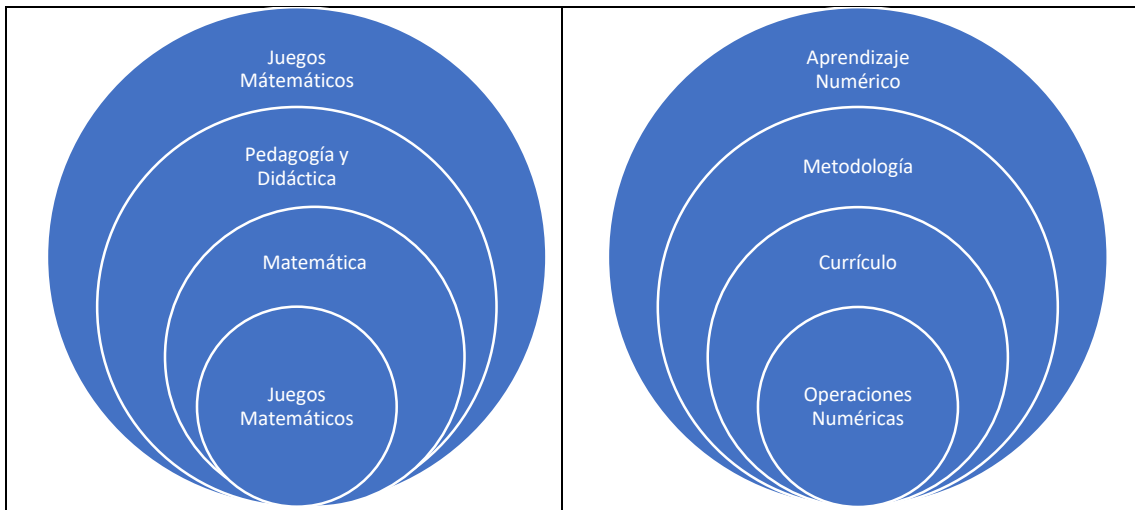 Juegos
Mátemáticos
Pedagogía y
Didáctica
Matemática
Juegos
Matemáticos
Aprendizaje
Numérico
Metodología
Currículo
Operaciones
Numéricas